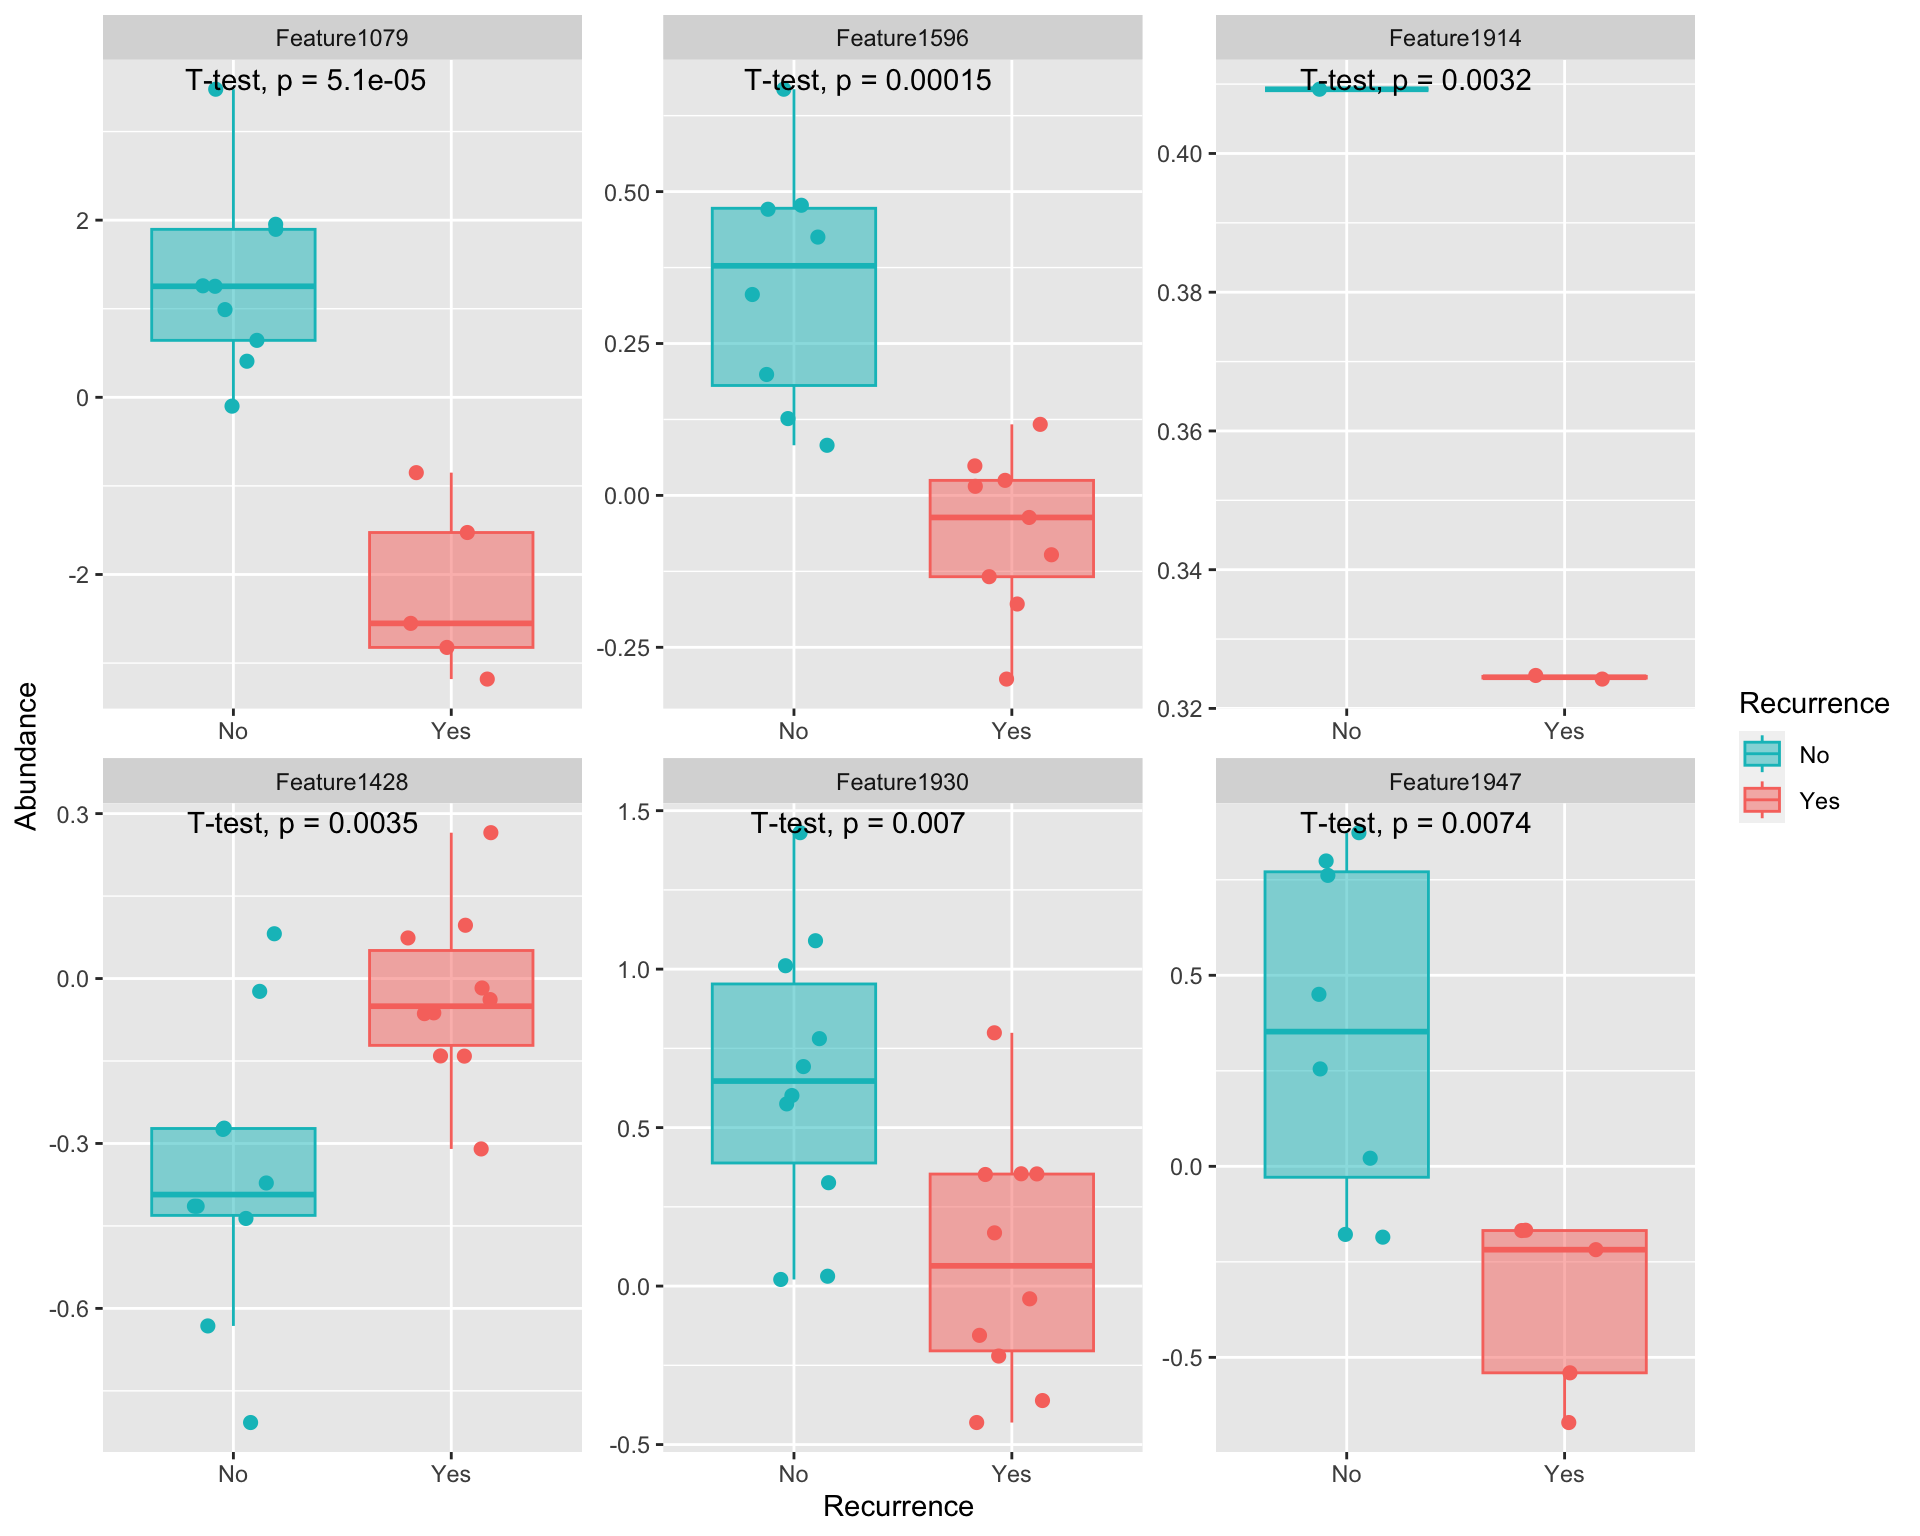 Feature1079
Feature1596
Feature1914
T-test, p = 5.1e-05
T-test, p = 0.00015
T-test, p = 0.0032
2
0
-2
0.50
0.25
0.00
-0.25
0.40
0.38
0.36
0.34
0.32
No
Yes
No
Yes
No
Yes
Feature1428
Feature1930
Feature1947
T-test, p = 0.0035
T-test, p = 0.007
T-test, p = 0.0074
0.3
0.0
-0.3
-0.6
1.5
1.0
0.5
0.0
-0.5
0.5
0.0
-0.5
No
Yes
No
Yes
No
Yes
Abundance
Recurrence
Recurrence
No
Yes